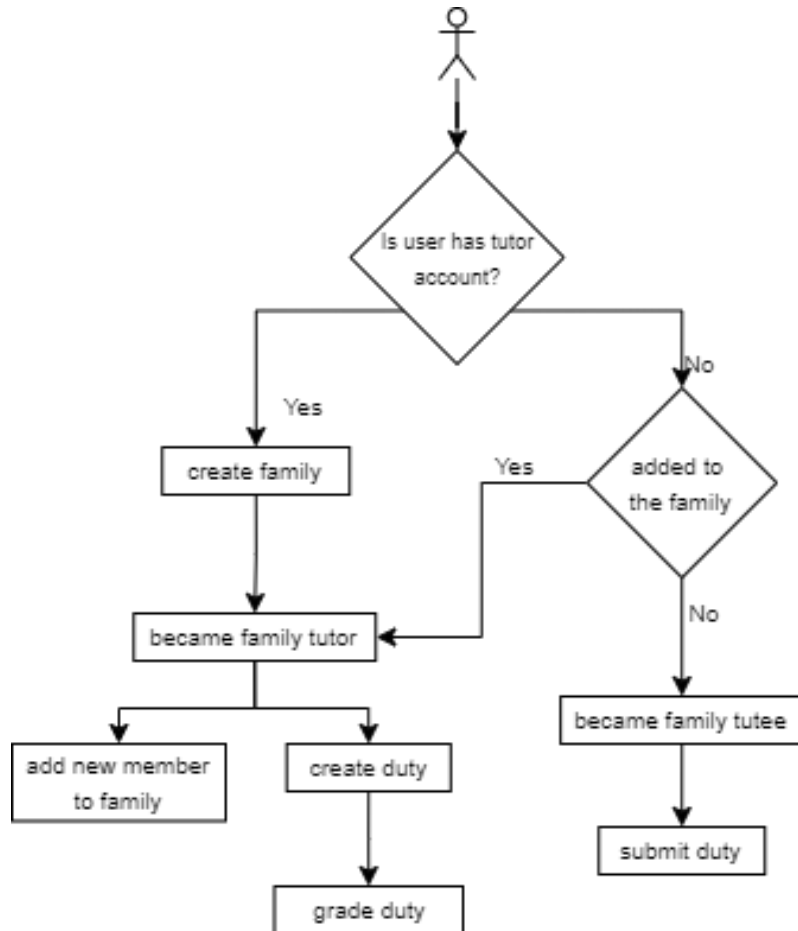 Is user has tutor
account?
No
Yes
create family
Yes
added to
the family
No
became family tutor
became family tutee
add new member
to family
create duty
submit duty
grade duty